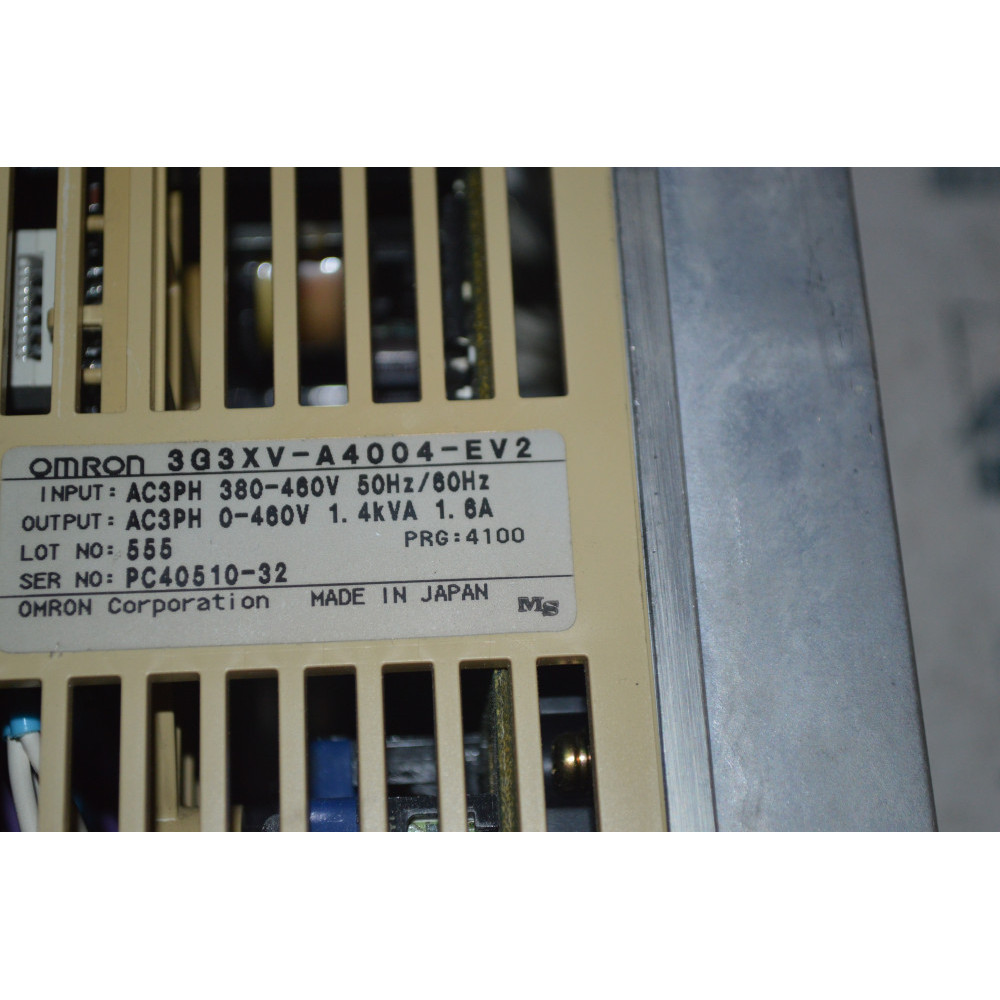 OMRON 3G3XV-A4004-EV2
INPUT: AC3PH 380-460V 50Hz/60Hz
OUTPUT: AC3PH 0-460V 1.4kVA 1.6A
LOT NO: 555 PRG:4100
SER NO: PC40510-32
OMRON Corporation MADE IN JAPAN MS